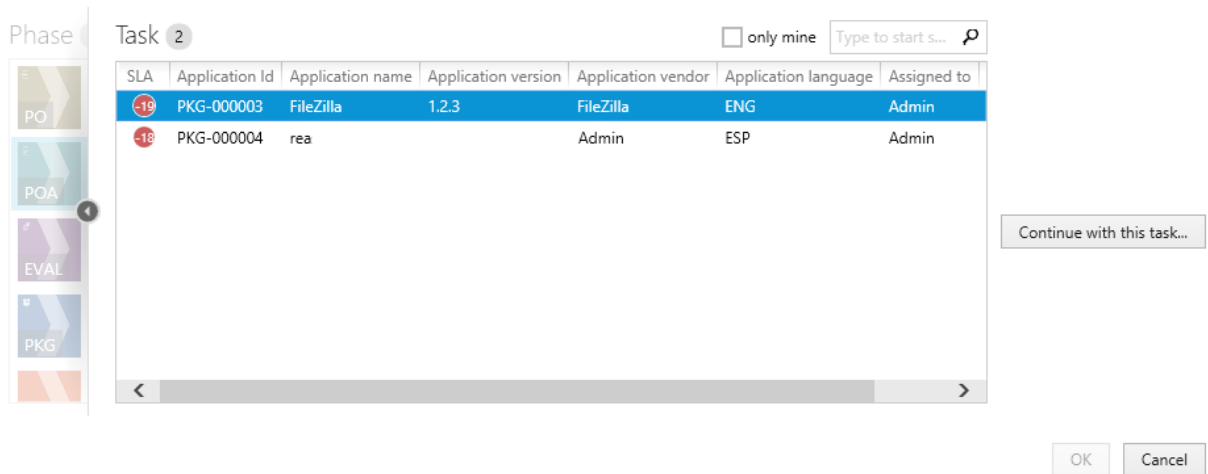 Phase
Task 2
only mine
Type to start s...
SLA Application Id Application name Application version Application vendor Application language Assigned to
-19 PKG-000003 FileZilla 1.2.3 FileZilla ENG Admin
-18 PKG-000004 rea Admin ESP Admin
PO
POA
EVAL
PKG
Continue with this task...
OK Cancel